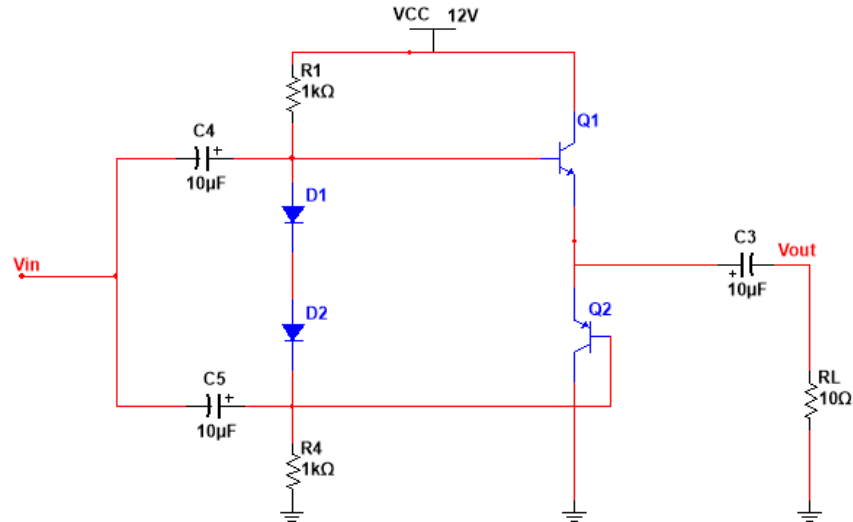 VCC 12V
R1
1kΩ
Q1
C4
+
10µF
D1
Vin
C3
Vout
+
10µF
D2
Q2
C5
+
10µF
RL
10Ω
R4
1kΩ